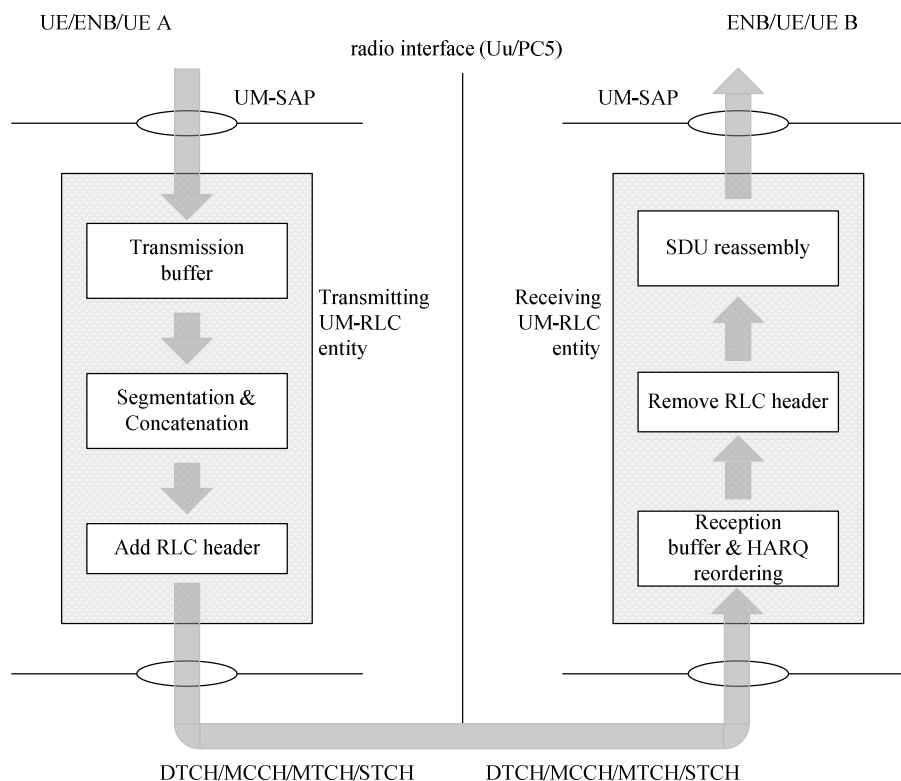 UE/ENB/UE A
ENB/UE/UE B
radio interface (Uu/PC5)
UM-SAP
UM-SAP
Transmission
buffer
Segmentation &
Concatenation
Add RLC header
Transmitting
UM-RLC
entity
Receiving
UM-RLC
entity
SDU reassembly
Remove RLC header
Reception
buffer & HARQ
reordering
DTCH/MCCH/MTCH/STCH
DTCH/MCCH/MTCH/STCH